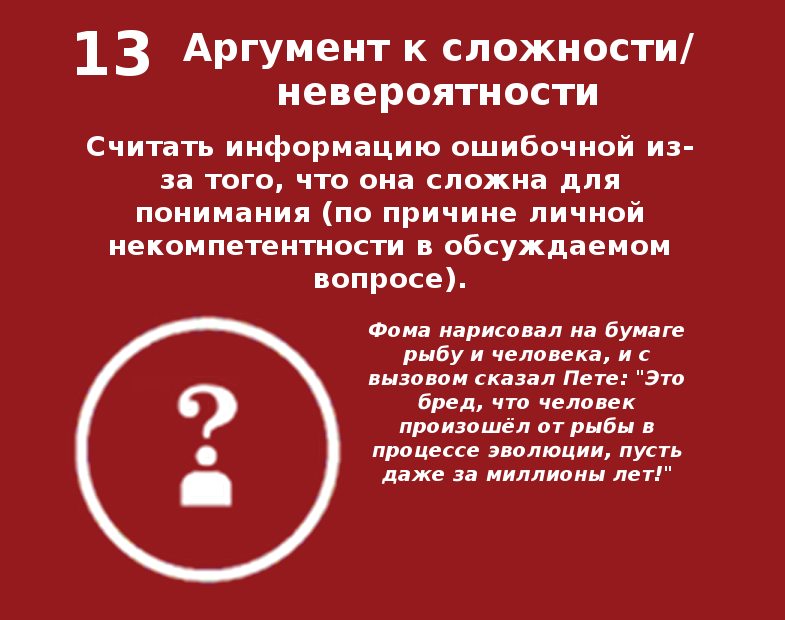 13 Аргумент к сложности/
невероятности
Считать информацию ошибочной из-
за того, что она сложна для
понимания (по причине личной
некомпетентности в обсуждаемом
вопросе).
Фома нарисовал на бумаге
рыбу и человека, и с
вызовом сказал Пете: "Это
бред, что человек
произошёл от рыбы в
процессе эволюции, пусть
даже за миллионы лет!"